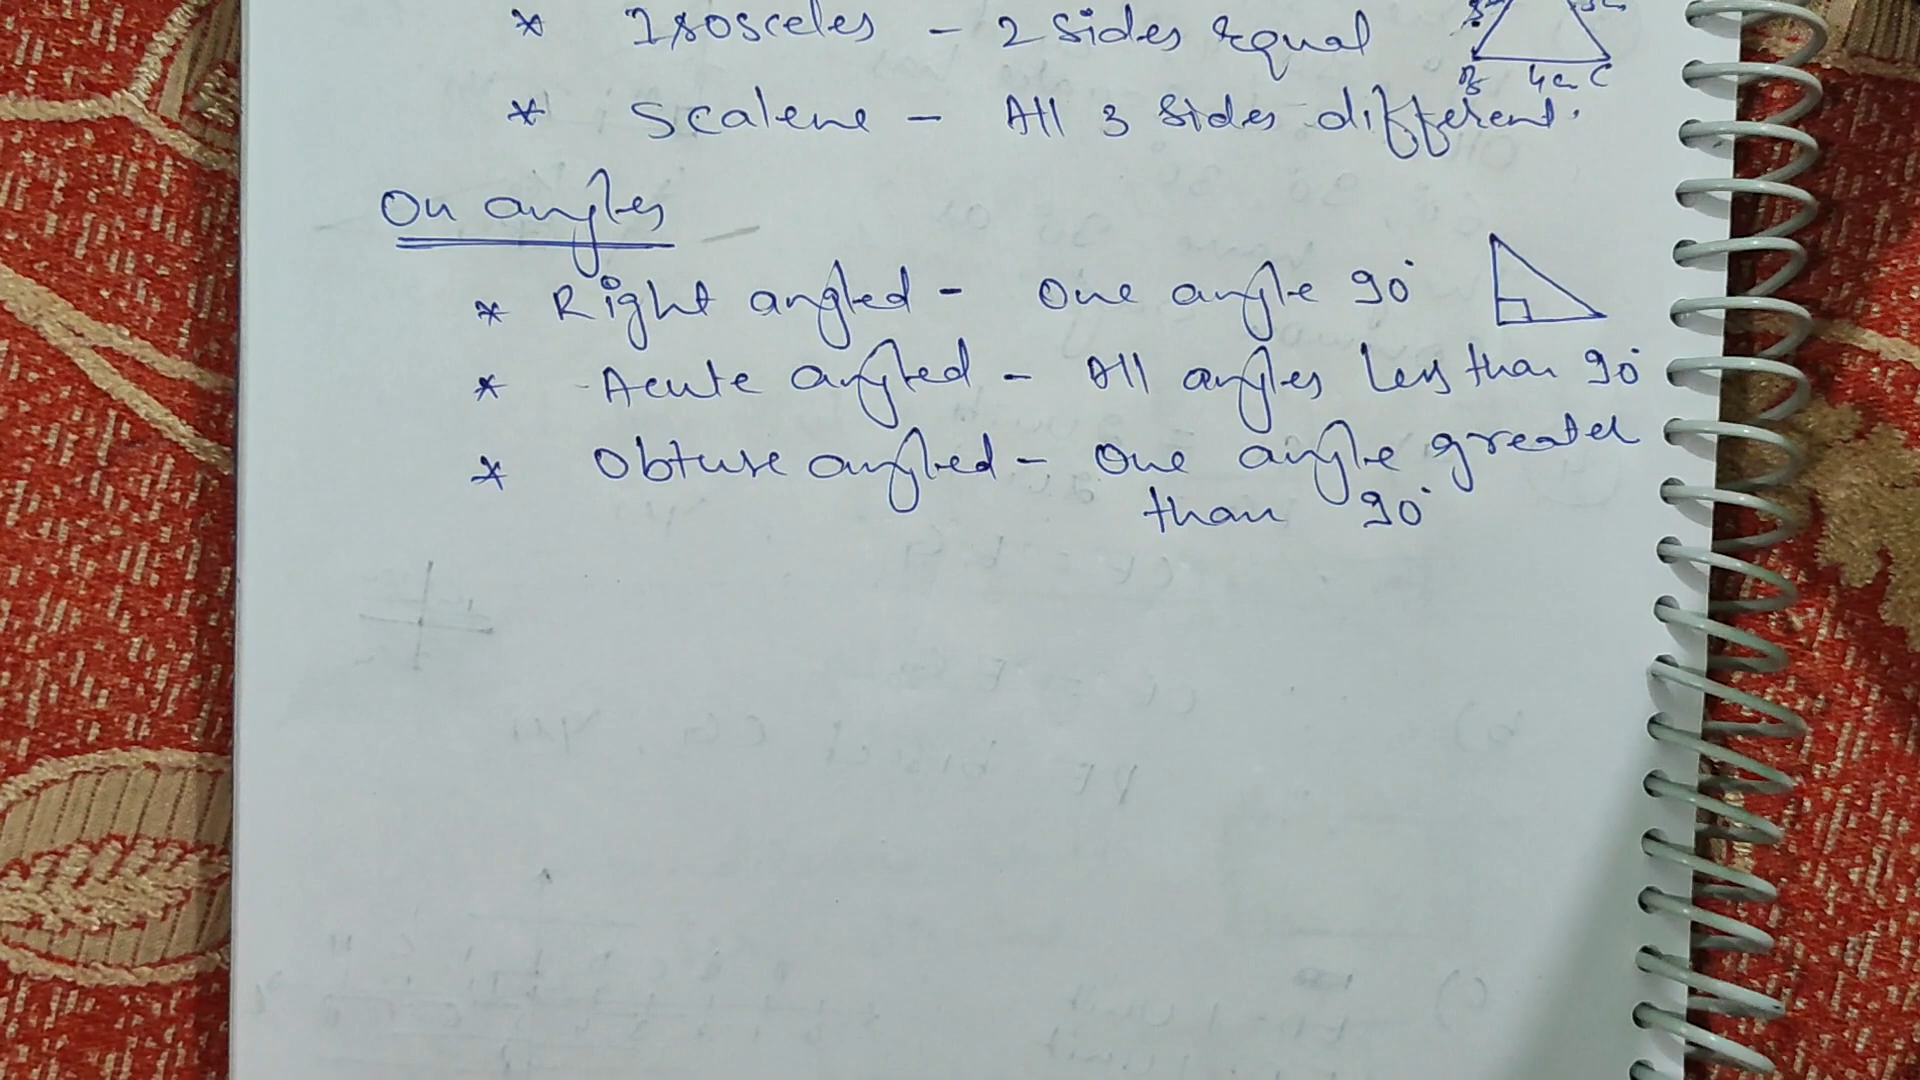 * Isosceles - 2 sides equal
B 4cm C
* Scalene - All 3 sides different.
On angles
* Right angled - One angle 90°
* Acute angled - All angles less than 90°
* Obtuse angled - One angle greater
than 90°